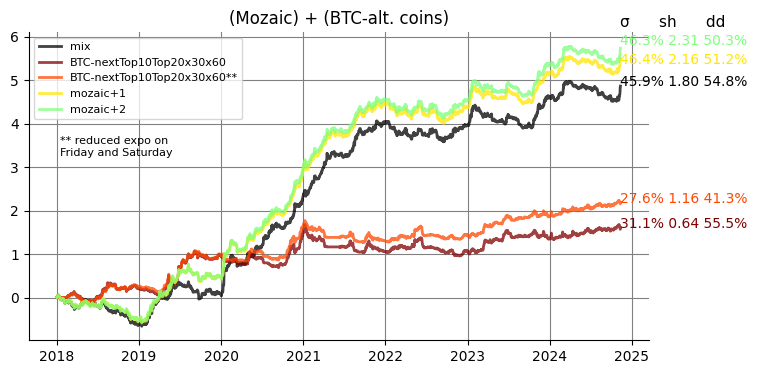 (Mozaic) + (BTC-alt. coins)
σ sh dd
46.3% 2.31 50.3%
46.4% 2.16 51.2%
45.9% 1.80 54.8%
27.6% 1.16 41.3%
31.1% 0.64 55.5%
mix
BTC-nextTop10Top20x30x60
BTC-nextTop10Top20x30x60**
mozaic+1
mozaic+2
** reduced expo on
Friday and Saturday
6
5
4
3
2
1
0
2018 2019 2020 2021 2022 2023 2024 2025